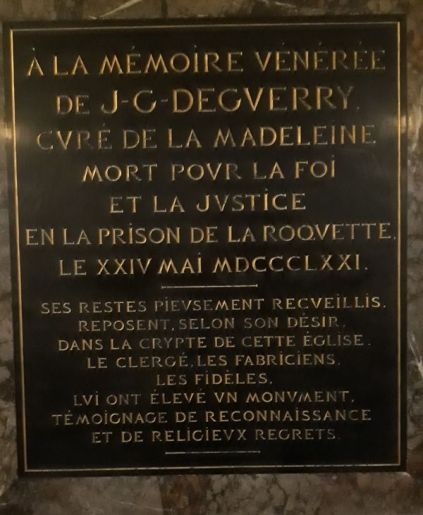 À LA MÉMOIRE VÉNÉRÉE
DE J-G-DEGVERRY,
CVRÉ DE LA MADELEINE
MORT POVR LA FOI
ET LA JVSTICE
EN LA PRISON DE LA ROQVETTE,
LE XXIV MAI MDCCCLXXI.
SES RESTES PIEVSEMENT RECVEILLIS,
REPOSENT, SELON SON DÉSIR,
DANS LA CRYPTE DE CETTE ÉGLISE.
LE CLERGÉ, LES FABRICIENS,
LES FIDÈLES,
LVI ONT ÉLEVÉ VN MONVMENT,
TÉMOIGNAGE DE RECONNAISSANCE
ET DE RELIGIEVX REGRETS.